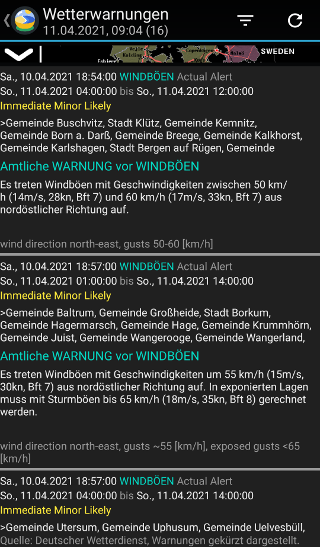 Wetterwarnungen
11.04.2021, 09:04 (16)
SWEDEN
Sa., 10.04.2021 18:54:00 WINDBÖEN Actual Alert
So., 11.04.2021 04:00:00 bis So., 11.04.2021 12:00:00
Immediate Minor Likely
>Gemeinde Buschvitz, Stadt Klütz, Gemeinde Kemnitz,
Gemeinde Born a. Darß, Gemeinde Breege, Gemeinde Kalkhorst,
Gemeinde Karlshagen, Stadt Bergen auf Rügen, Gemeinde
Amtliche WARNUNG vor WINDBÖEN
Es treten Windböen mit Geschwindigkeiten zwischen 50 km/
h (14m/s, 28kn, Bft 7) und 60 km/h (17m/s, 33kn, Bft 7) aus
nordöstlicher Richtung auf.
wind direction north-east, gusts 50-60 [km/h]
Sa., 10.04.2021 18:57:00 WINDBÖEN Actual Alert
So., 11.04.2021 01:00:00 bis So., 11.04.2021 14:00:00
Immediate Minor Likely
>Gemeinde Baltrum, Gemeinde Großheide, Stadt Borkum,
Gemeinde Hagermarsch, Gemeinde Hage, Gemeinde Krummhörn,
Gemeinde Juist, Gemeinde Wangerooge, Gemeinde Wangerland,
Amtliche WARNUNG vor WINDBÖEN
Es treten Windböen mit Geschwindigkeiten um 55 km/h (15m/s,
30kn, Bft 7) aus nordöstlicher Richtung auf. In exponierten Lagen
muss mit Sturmböen bis 65 km/h (18m/s, 35kn, Bft 8) gerechnet
werden.
wind direction north-east, gusts ~55 [km/h], exposed gusts <65
[km/h]
Sa., 10.04.2021 18:57:00 WINDBÖEN Actual Alert
So., 11.04.2021 04:00:00 bis So., 11.04.2021 14:00:00
Immediate Minor Likely
>Gemeinde Utersum, Gemeinde Uphusum, Gemeinde Uelvesbüll,
Quelle: Deutscher Wetterdienst, Warnungen gekürzt dargestellt.